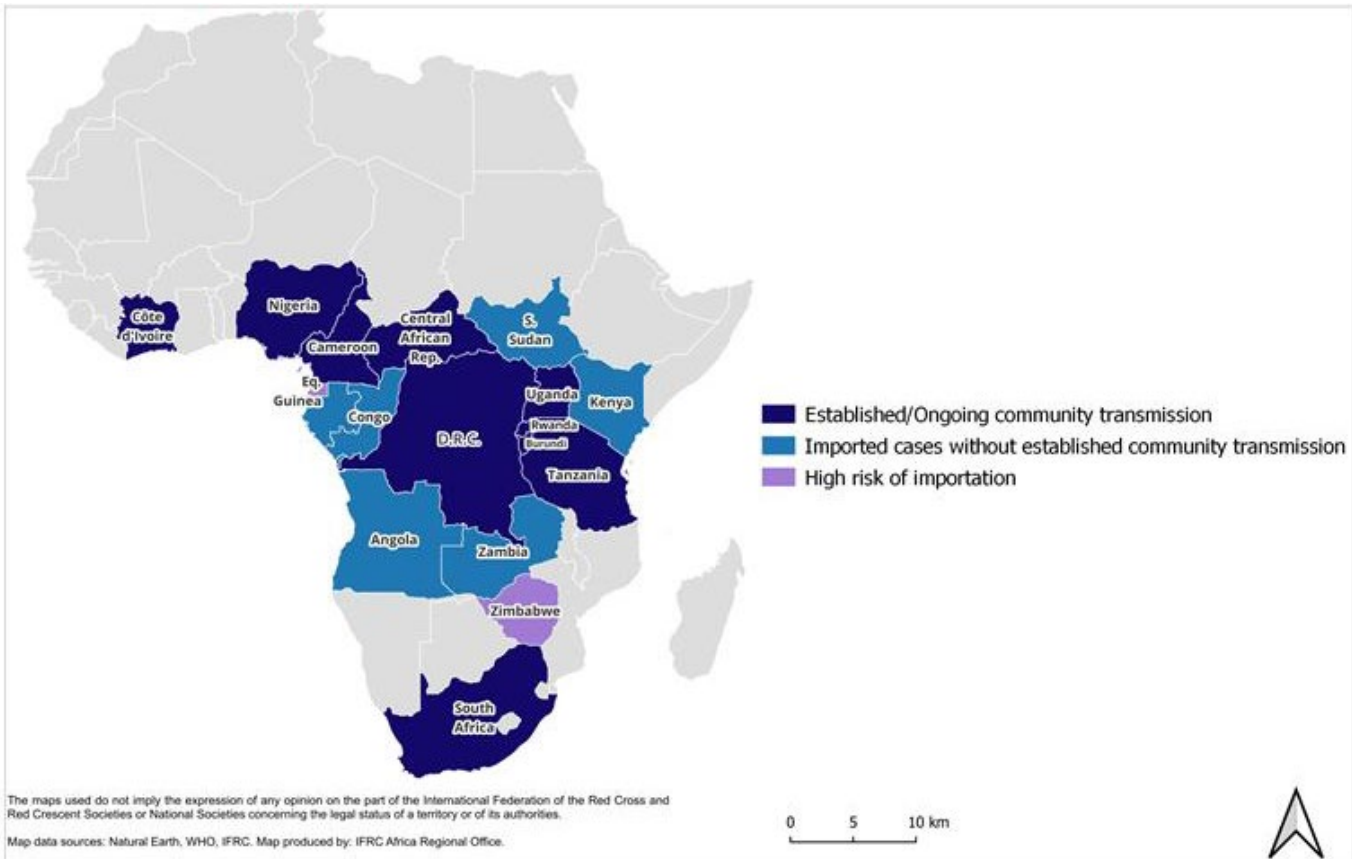 Côte
d'Ivoire
Nigeria
Cameroon
Central
African
Rep.
S.
Sudan
Eq.
Guinea
Congo
D.R.C.
Uganda
Kenya
Rwanda
Burundi
Tanzania
Angola
Zambia
Zimbabwe
South
Africa
Established/Ongoing community transmission
Imported cases without established community transmission
High risk of importation
The maps used do not imply the expression of any opinion on the part of the International Federation of the Red Cross and
Red Crescent Societies or National Societies concerning the legal status of a territory or of its authorities.
Map data sources: Natural Earth, WHO, IFRC. Map produced by: IFRC Africa Regional Office.
0 5 10 km